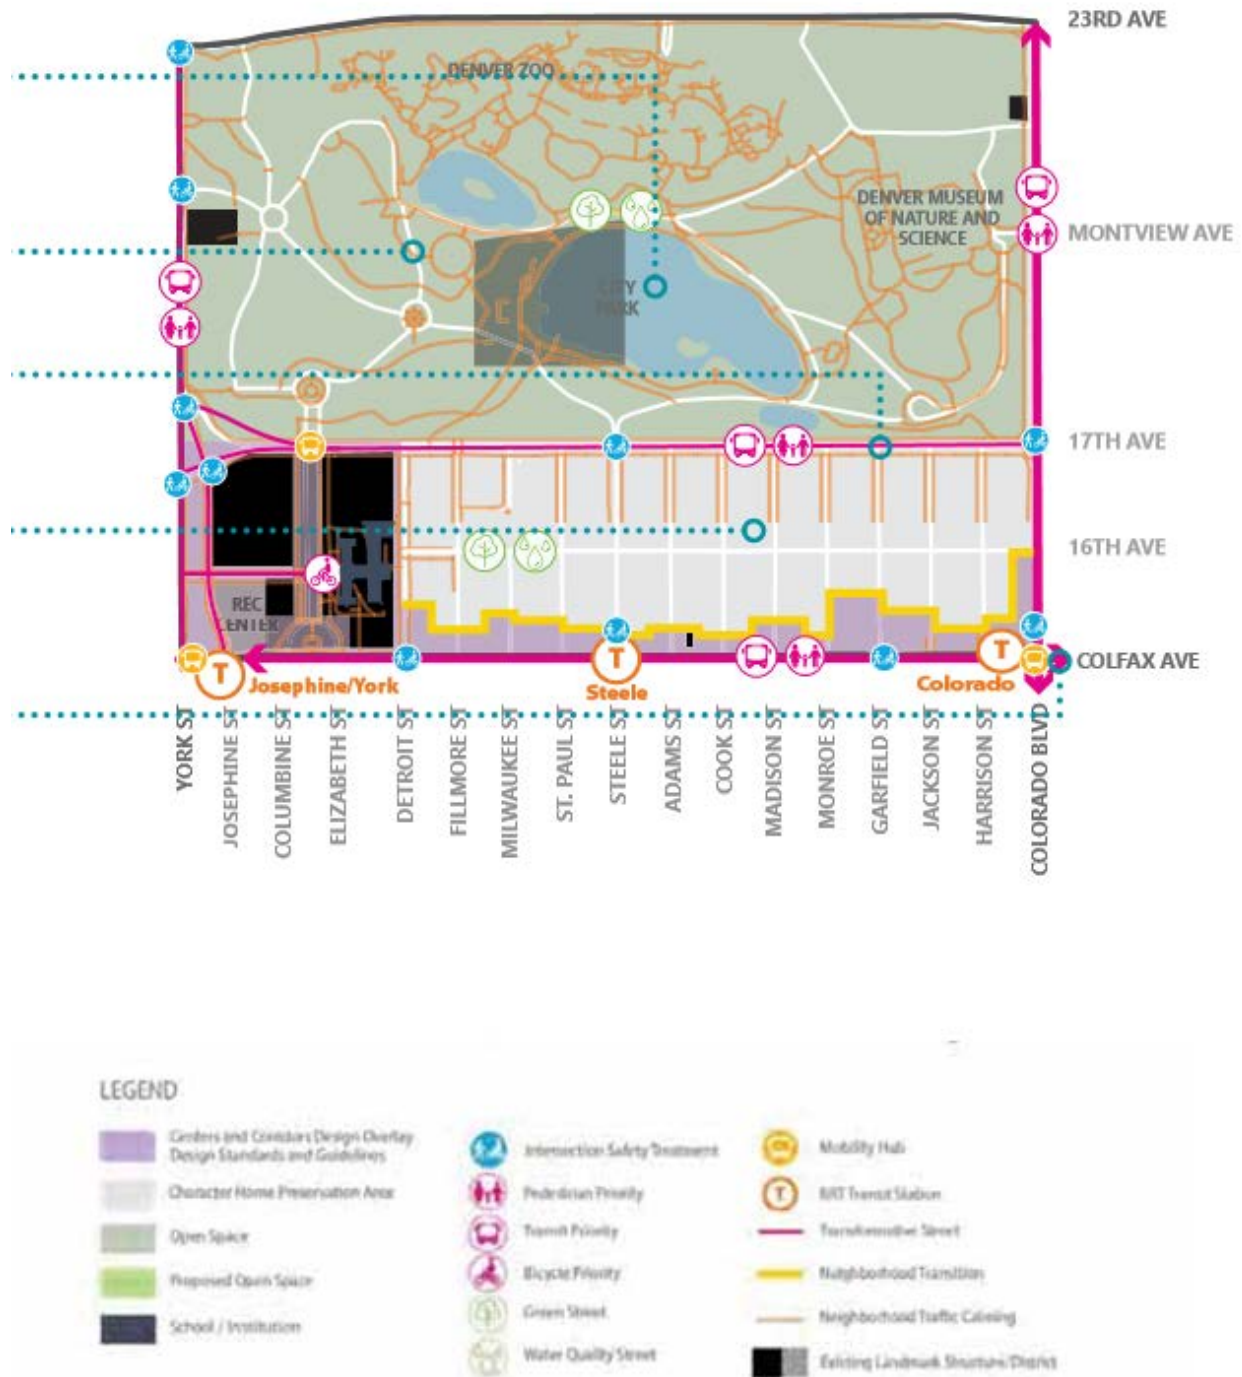 23RD AVE
DENVER ZOO
DENVER MUSEUM
OF NATURE AND
SCIENCE
MONTVIEW AVE
CITY
PARK
17TH AVE
16TH AVE
REC
CENTER
T
T
T
COLFAX AVE
Josephine/York
Steele
Colorado
YORK ST
JOSEPHINE ST
COLUMBINE ST
ELIZABETH ST
DETROIT ST
FILLMORE ST
MILWAUKEE ST
ST. PAUL ST
STEELE ST
ADAMS ST
COOK ST
MADISON ST
MONROE ST
GARFIELD ST
JACKSON ST
HARRISON ST
COLORADO BLVD
LEGEND
Centers and Corridors Design Overlay
Design Standards and Guidelines
Character Home Preservation Area
Open Space
Proposed Open Space
School / Institution
Intersection Safety Treatment
Pedestrian Priority
Transit Priority
Bicycle Priority
Green Street
Water Quality Street
Mobility Hub
T
BRT Transit Station
Transformative Street
Neighborhood Transition
Neighborhood Traffic Calming
Existing Landmark Structure/District